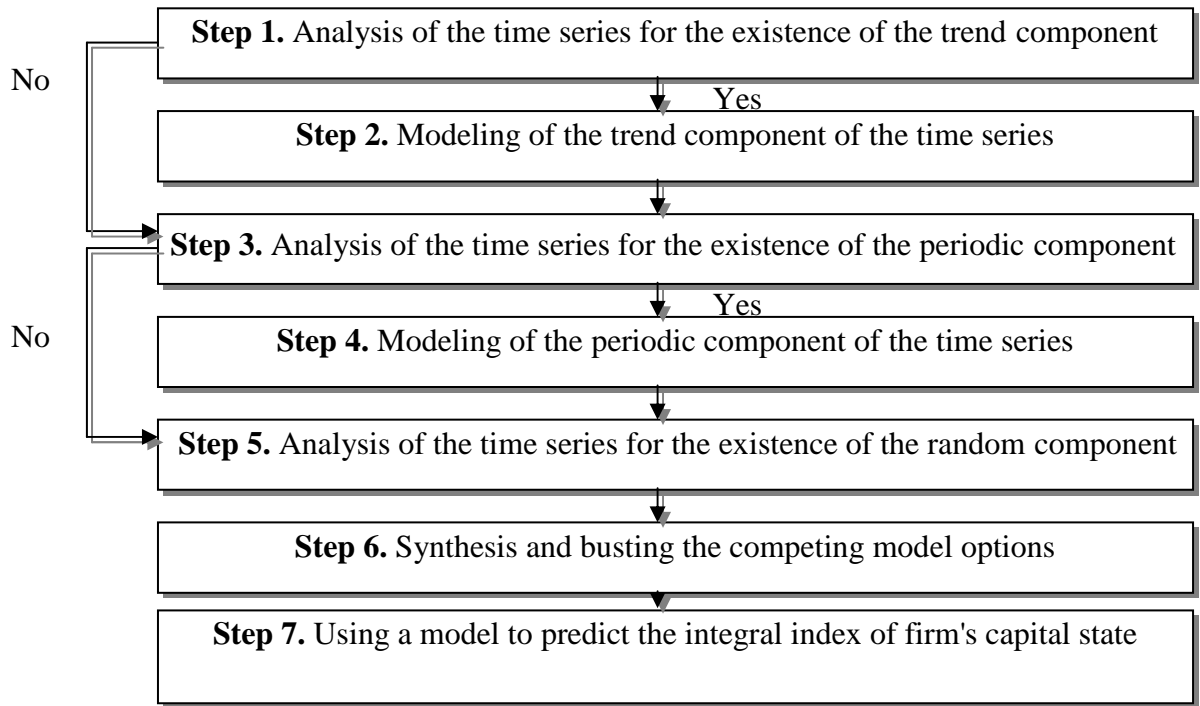 Step 1. Analysis of the time series for the existence of the trend component
No
Yes
Step 2. Modeling of the trend component of the time series
Step 3. Analysis of the time series for the existence of the periodic component
Yes
No
Step 4. Modeling of the periodic component of the time series
Step 5. Analysis of the time series for the existence of the random component
Step 6. Synthesis and busting the competing model options
Step 7. Using a model to predict the integral index of firm's capital state